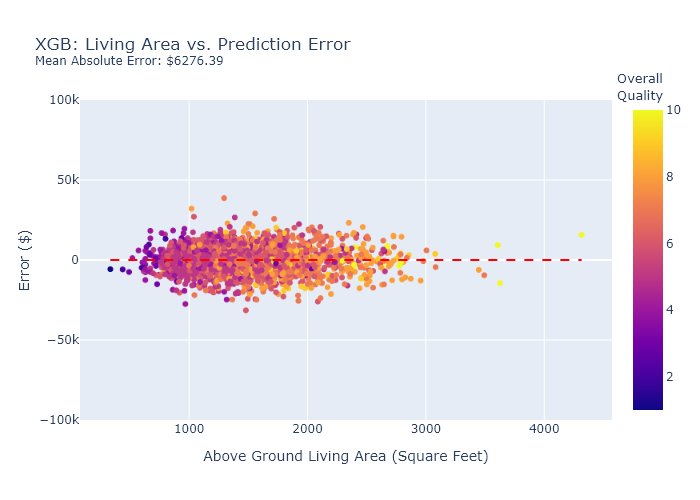 XGB: Living Area vs. Prediction Error
Mean Absolute Error: $6276.39
Overall
Quality
100k
50k
0
−50k
−100k
Error ($)
1000
2000
3000
4000
Above Ground Living Area (Square Feet)
10
8
6
4
2